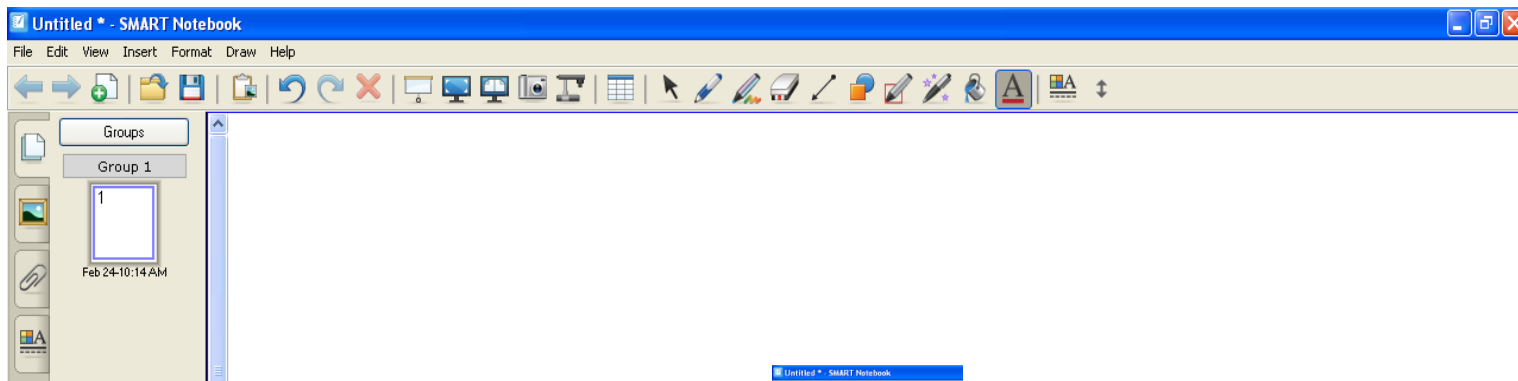 Untitled * - SMART Notebook
File Edit View Insert Format Draw Help
Groups
Group 1
1
Feb 24-10:14 AM
Untitled * - SMART Notebook